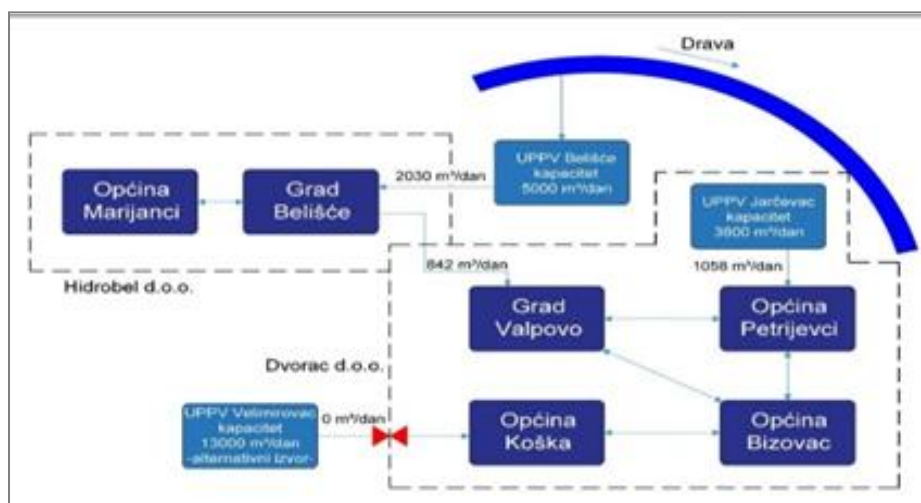 Drava
UPPV Belišće
kapacitet
5000 m³/dan
2030 m³/dan
Općina
Marijanci
Grad
Belišće
UPPV Jarčevac
kapacitet
3800 m³/dan
842 m³/dan
1058 m³/dan
Hidrobel d.o.o.
Grad
Valpovo
Općina
Petrijevci
Dvorac d.o.o.
UPPV Velimirovac
kapacitet
13000 m³/dan
-alternativni izvor-
0 m³/dan
Općina
Koška
Općina
Bizovac